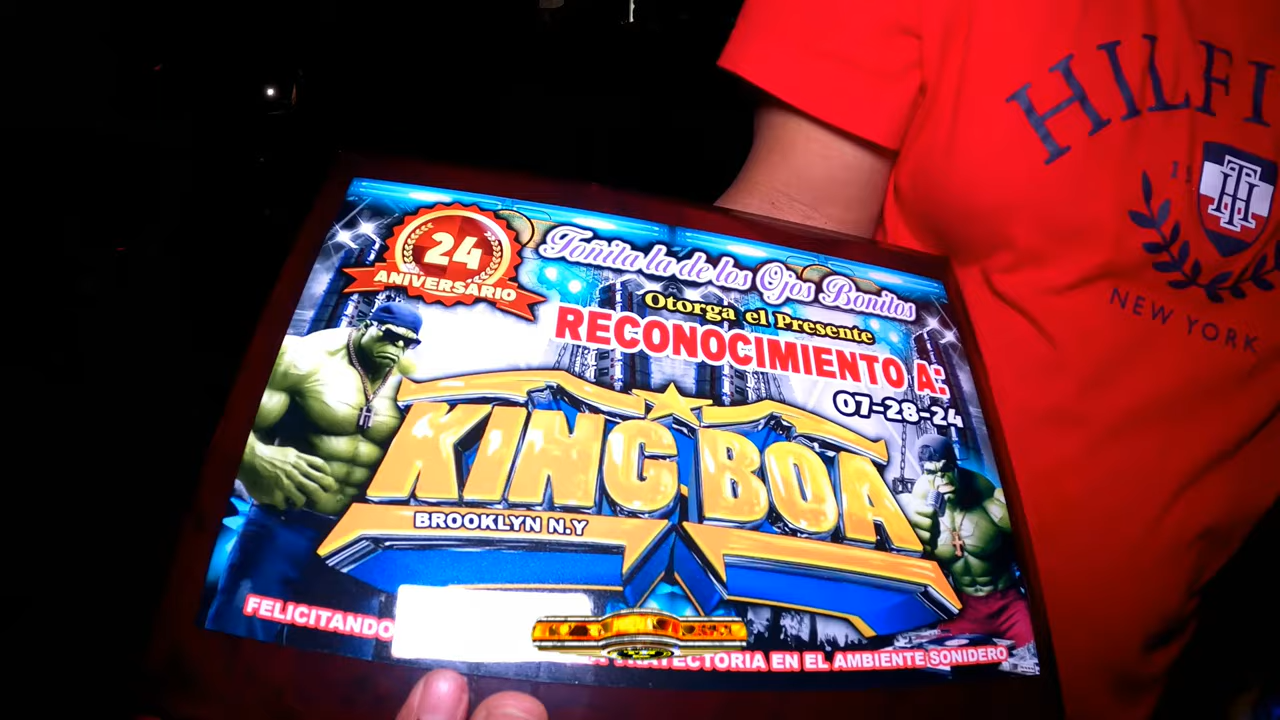 24
ANIVERSARIO
Toñita la de los Ojos Bonitos
Otorga el Presente
RECONOCIMIENTO A:
07-28-24
KING BOA
BROOKLYN N.Y
FELICITANDO
TRAYECTORIA EN EL AMBIENTE SONIDERO
HILFI
NEW YORK